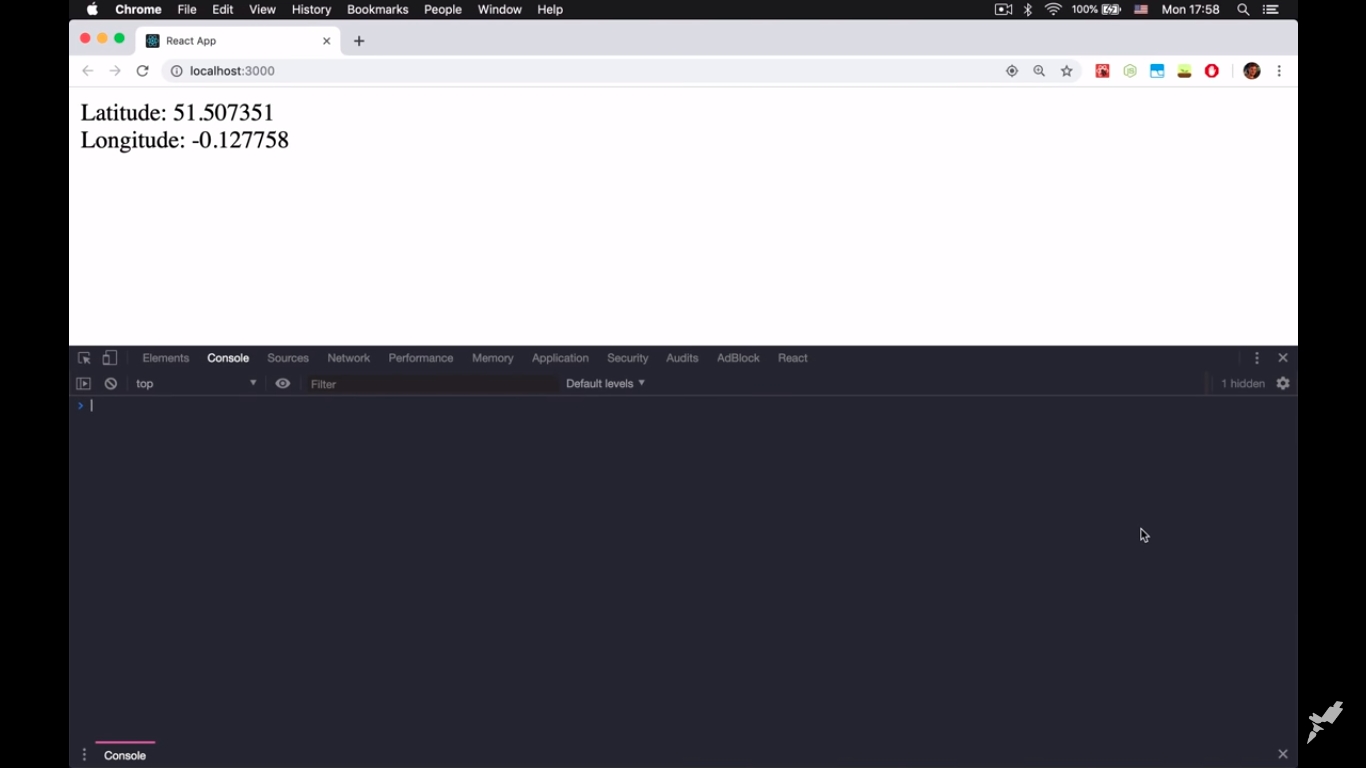 Chrome File Edit View History Bookmarks People Window Help 100% Mon 17:58
React App
localhost:3000
Latitude: 51.507351
Longitude: -0.127758
Elements Console Sources Network Performance Memory Application Security Audits AdBlock React
top Filter Default levels 1 hidden
Console